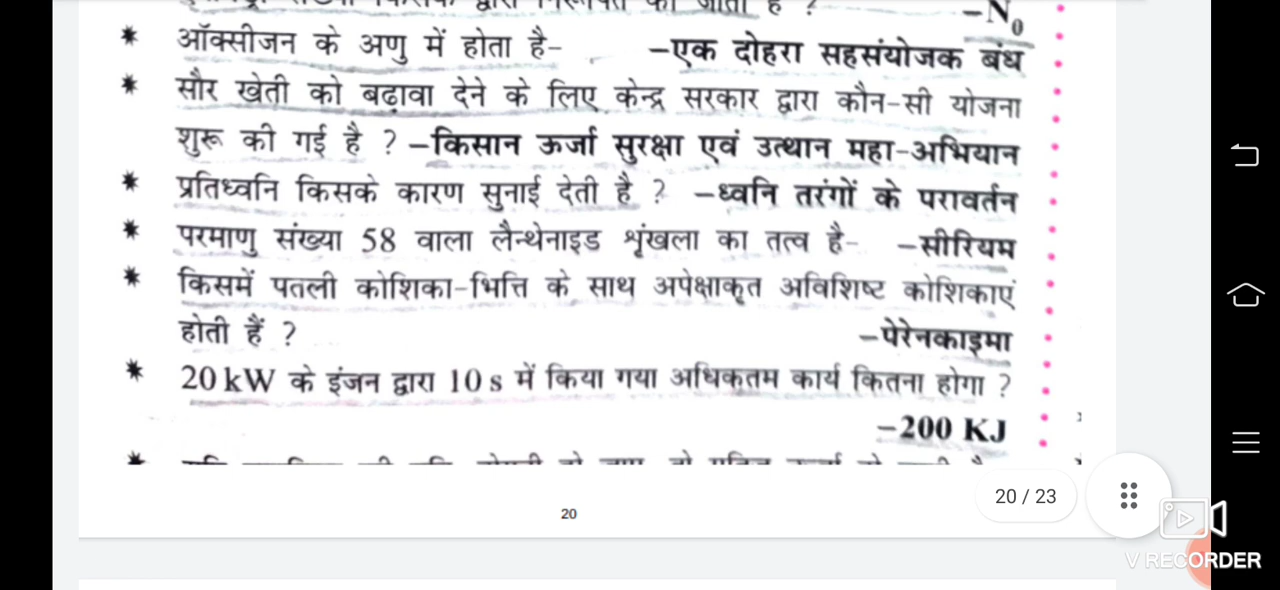 –N₀
* ऑक्सीजन के अणु में होता है- –एक दोहरा सहसंयोजक बंध
* सौर खेती को बढ़ावा देने के लिए केन्द्र सरकार द्वारा कौन-सी योजना
शुरू की गई है ? –किसान ऊर्जा सुरक्षा एवं उत्थान महा-अभियान
* प्रतिध्वनि किसके कारण सुनाई देती है ? –ध्वनि तरंगों के परावर्तन
* परमाणु संख्या 58 वाला लैन्थेनाइड श्रृंखला का तत्व है- –सीरियम
* किसमें पतली कोशिका-भित्ति के साथ अपेक्षाकृत अविशिष्ट कोशिकाएं
होती हैं ? –पेरेनकाइमा
* 20 kW के इंजन द्वारा 10 s में किया गया अधिकतम कार्य कितना होगा ?
–200 KJ
20 / 23
20
V RECORDER